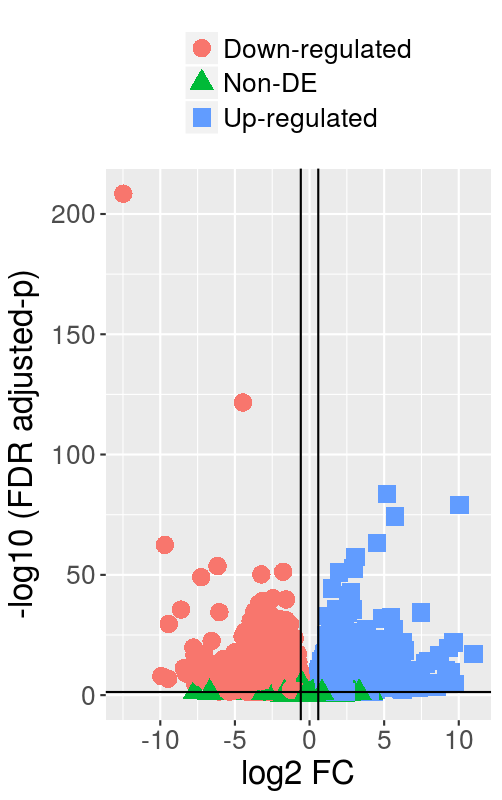 Down-regulated
Non-DE
Up-regulated
200
150
100
50
0
-log10 (FDR adjusted-p)
-10 -5 0 5 10
log2 FC